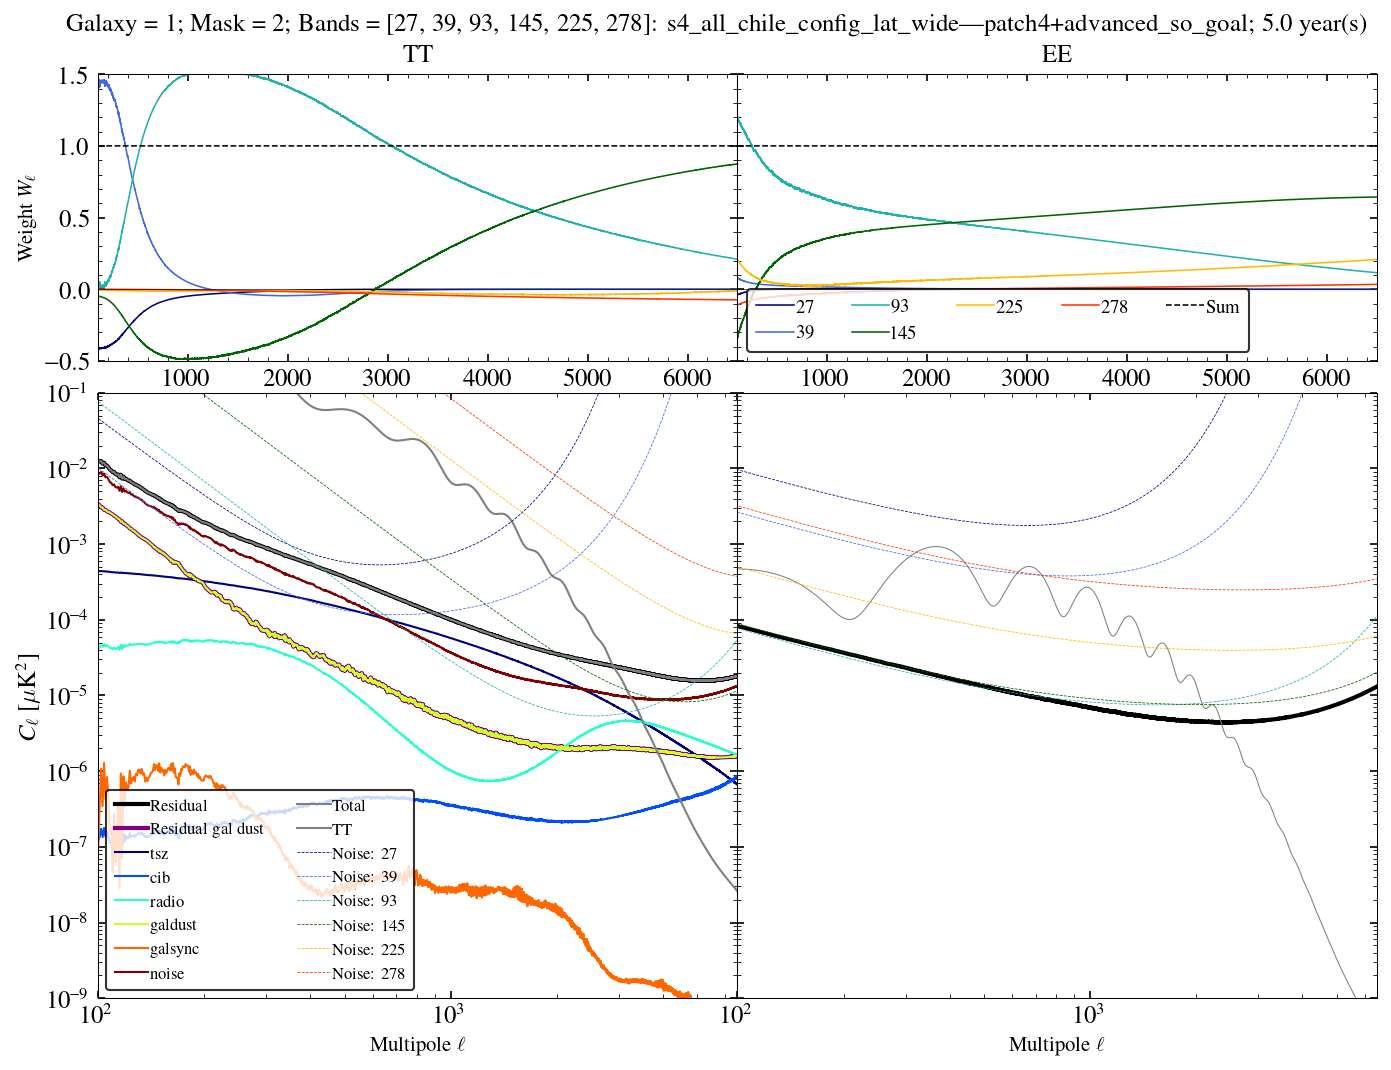 Galaxy = 1; Mask = 2; Bands = [27, 39, 93, 145, 225, 278]: s4_all_chile_config_lat_wide—patch4+advanced_so_goal; 5.0 year(s)
TT
EE
1.5
1.0
0.5
0.0
−0.5
Weight W_ℓ
27 93 225 278 Sum
39 145
1000 2000 3000 4000 5000 6000
1000 2000 3000 4000 5000 6000
10⁻¹
10⁻²
10⁻³
10⁻⁴
10⁻⁵
10⁻⁶
10⁻⁷
10⁻⁸
10⁻⁹
C_ℓ [μK²]
Residual
Residual gal dust
tsz
cib
radio
galdust
galsync
noise
Total
TT
Noise: 27
Noise: 39
Noise: 93
Noise: 145
Noise: 225
Noise: 278
10² 10³
10² 10³
Multipole ℓ
Multipole ℓ